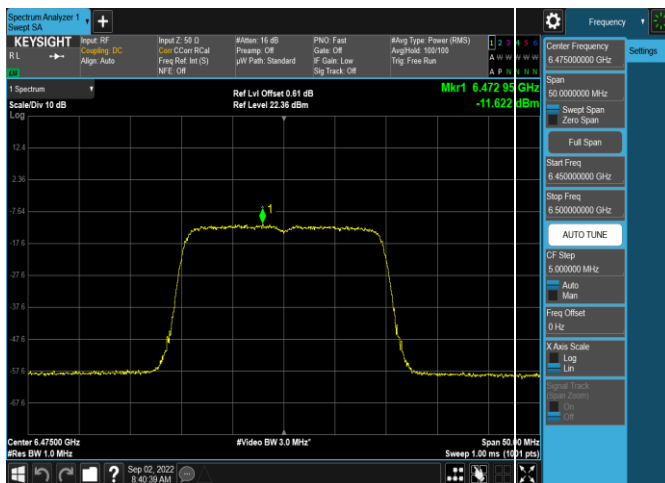 Spectrum Analyzer 1
Swept SA
Frequency
KEYSIGHT
RL
Input: RF
Coupling: DC
Align: Auto
Input Z: 50 Ω
Corr CCorr RCal
Freq Ref: Int (S)
NFE: Off
#Atten: 16 dB
Preamp: Off
µW Path: Standard
PNO: Fast
Gate: Off
IF Gain: Low
Sig Track: Off
#Avg Type: Power (RMS)
Avg|Hold: 100/100
Trig: Free Run
1 2 3 4 5 6
A W W W W W
A P N N N N
LXI
1 Spectrum
Scale/Div 10 dB
Log
Ref Lvl Offset 0.61 dB
Ref Level 22.36 dBm
Mkr1 6.472 95 GHz
-11.622 dBm
12.4
2.36
-7.64
-17.6
-27.6
-37.6
-47.6
-57.6
-67.6
1
Center 6.47500 GHz
#Res BW 1.0 MHz
#Video BW 3.0 MHz*
Span 50.00 MHz
Sweep 1.00 ms (1001 pts)
Sep 02, 2022
8:40:39 AM
Settings
Center Frequency
6.475000000 GHz
Span
50.0000000 MHz
Swept Span
Zero Span
Full Span
Start Freq
6.450000000 GHz
Stop Freq
6.500000000 GHz
AUTO TUNE
CF Step
5.000000 MHz
Auto
Man
Freq Offset
0 Hz
X Axis Scale
Log
Lin
Signal Track
(Span Zoom)
On
Off